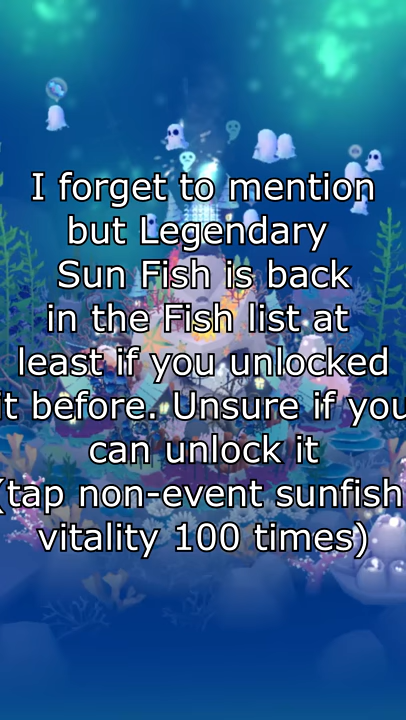 I forget to mention
but Legendary
Sun Fish is back
in the Fish list at
least if you unlocked
it before. Unsure if you
can unlock it
(tap non-event sunfish
vitality 100 times)